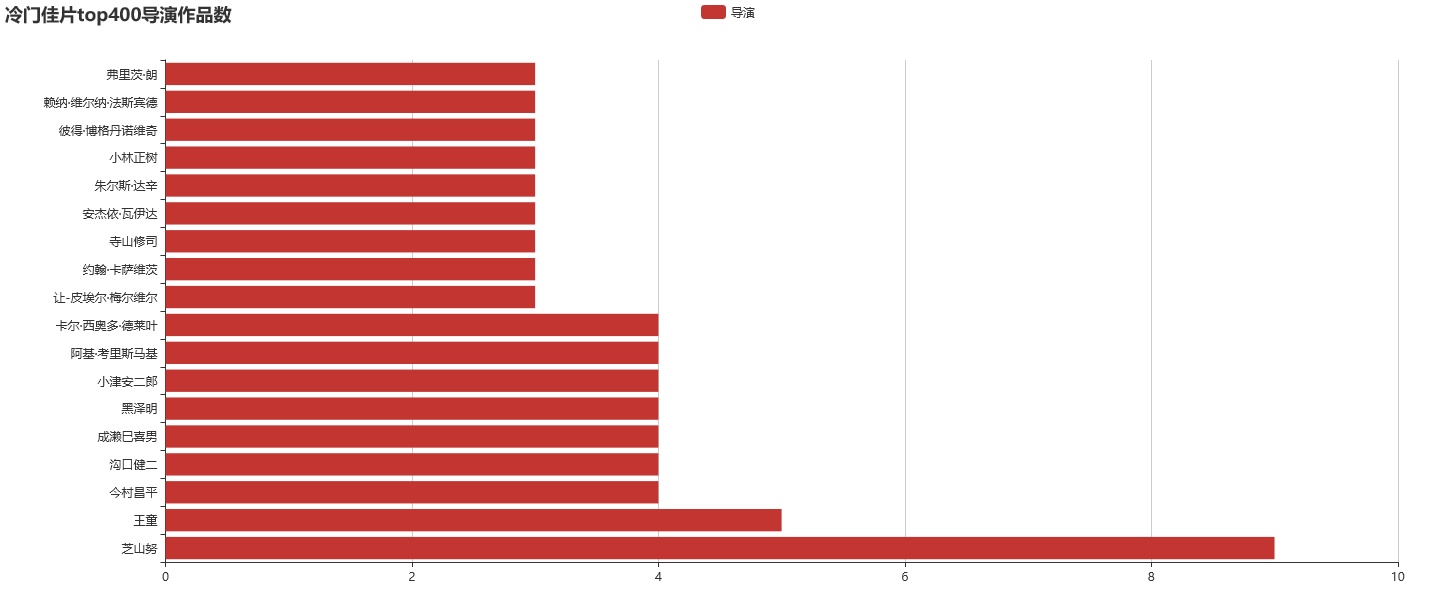 冷门佳片top400导演作品数
导演
弗里茨·朗
赖纳·维尔纳·法斯宾德
彼得·博格丹诺维奇
小林正树
朱尔斯·达辛
安杰依·瓦伊达
寺山修司
约翰·卡萨维茨
让-皮埃尔·梅尔维尔
卡尔·西奥多·德莱叶
阿基·考里斯马基
小津安二郎
黑泽明
成濑巳喜男
沟口健二
今村昌平
王童
芝山努
0 2 4 6 8 10